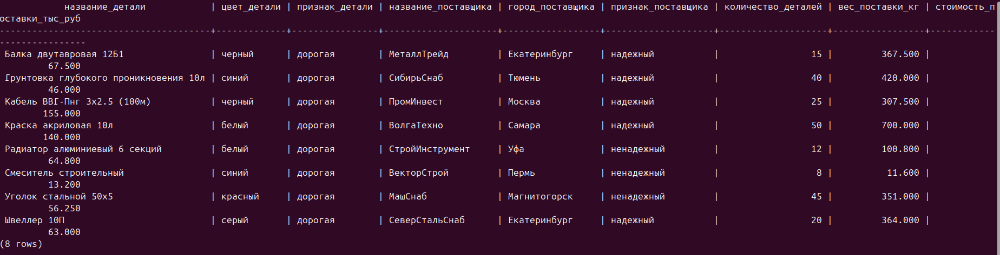 название_детали | цвет_детали | признак_детали | название_поставщика | город_поставщика | признак_поставщика | количество_деталей | вес_поставки_кг | стоимость_п
оставки_тыс_руб
---------------------------------------+-------------+----------------+---------------------+------------------+--------------------+--------------------+-----------------+------------
----------------
Балка двутавровая 12Б1 | черный | дорогая | МеталлТрейд | Екатеринбург | надежный | 15 | 367.500 |
67.500
Грунтовка глубокого проникновения 10л | синий | дорогая | СибирьСнаб | Тюмень | надежный | 40 | 420.000 |
46.000
Кабель ВВГ-Пнг 3х2.5 (100м) | черный | дорогая | ПромИнвест | Москва | надежный | 25 | 307.500 |
155.000
Краска акриловая 10л | белый | дорогая | ВолгаТехно | Самара | надежный | 50 | 700.000 |
140.000
Радиатор алюминиевый 6 секций | белый | дорогая | СтройИнструмент | Уфа | ненадежный | 12 | 100.800 |
64.800
Смеситель строительный | синий | дорогая | ВекторСтрой | Пермь | ненадежный | 8 | 11.600 |
13.200
Уголок стальной 50х5 | красный | дорогая | МашСнаб | Магнитогорск | ненадежный | 45 | 351.000 |
56.250
Швеллер 10П | серый | дорогая | СеверСтальСнаб | Екатеринбург | надежный | 20 | 364.000 |
63.000
(8 rows)